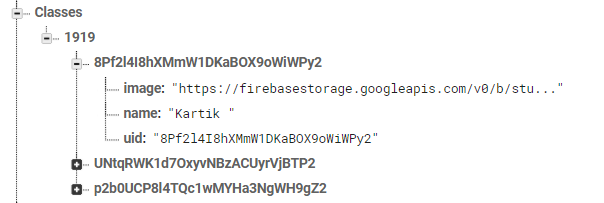 Classes
1919
8Pf2l4I8hXMmW1DKaBOX9oWiWPy2
image: "https://firebasestorage.googleapis.com/v0/b/stu..."
name: "Kartik "
uid: "8Pf2l4I8hXMmW1DKaBOX9oWiWPy2"
UNtqRWK1d7OxyvNBzACUyrVjBTP2
p2b0UCP8l4TQc1wMYHa3NgWH9gZ2